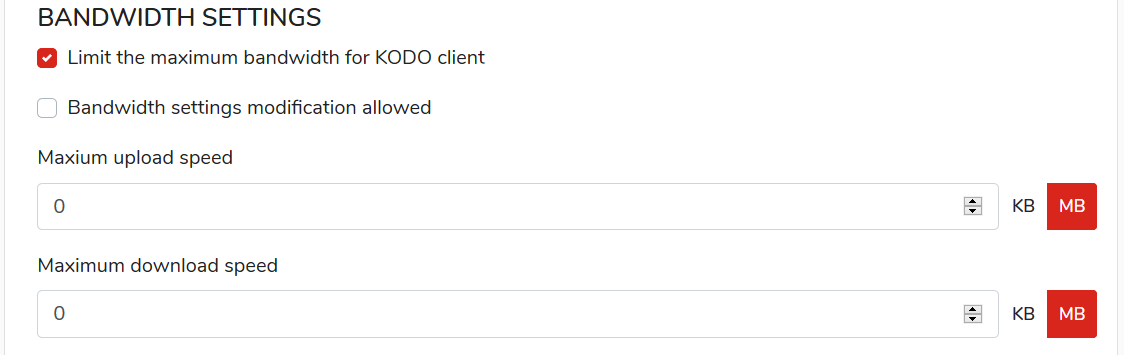 BANDWIDTH SETTINGS
Limit the maximum bandwidth for KODO client
Bandwidth settings modification allowed
Maxium upload speed
0 KB MB
Maximum download speed
0 KB MB